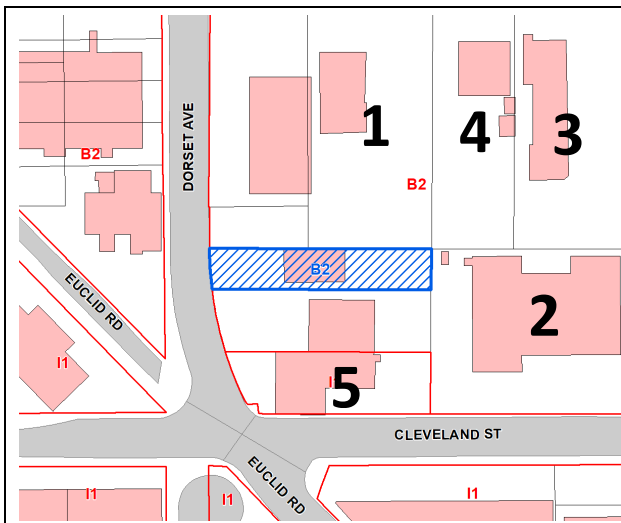 DORSET AVE
1
4
3
B2
B2
B2
EUCLID RD
2
I1
I
5
CLEVELAND ST
EUCLID RD
I1
I1
I1